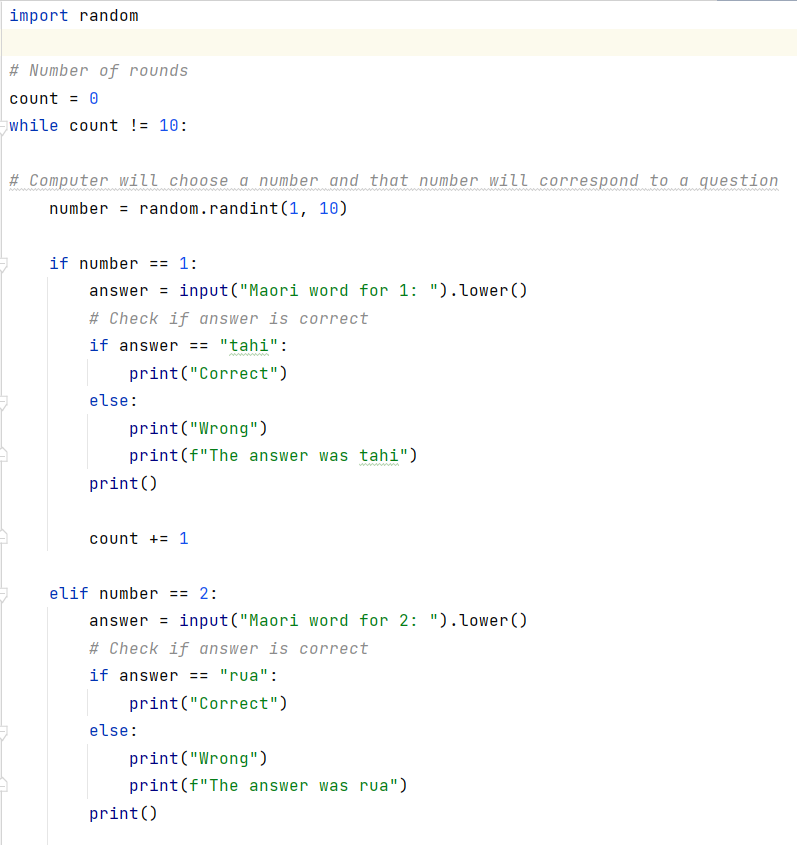 import random
# Number of rounds
count = 0
while count != 10:
# Computer will choose a number and that number will correspond to a question
    number = random.randint(1, 10)
    if number == 1:
        answer = input("Maori word for 1: ").lower()
        # Check if answer is correct
        if answer == "tahi":
            print("Correct")
        else:
            print("Wrong")
            print(f"The answer was tahi")
        print()
        count += 1
    elif number == 2:
        answer = input("Maori word for 2: ").lower()
        # Check if answer is correct
        if answer == "rua":
            print("Correct")
        else:
            print("Wrong")
            print(f"The answer was rua")
        print()